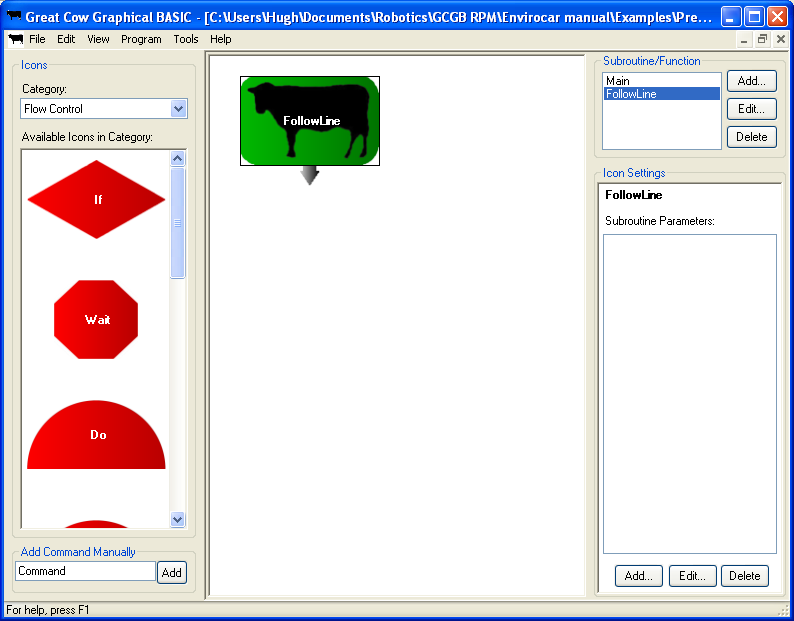 Great Cow Graphical BASIC - [C:\Users\Hugh\Documents\Robotics\GCGB RPM\Envirocar manual\Examples\Pre...
File Edit View Program Tools Help
Icons
Category:
Flow Control
Available Icons in Category:
If
Wait
Do
Add Command Manually
Command
Add
FollowLine
Subroutine/Function
Main
FollowLine
Add...
Edit...
Delete
Icon Settings
FollowLine
Subroutine Parameters:
Add... Edit... Delete
For help, press F1